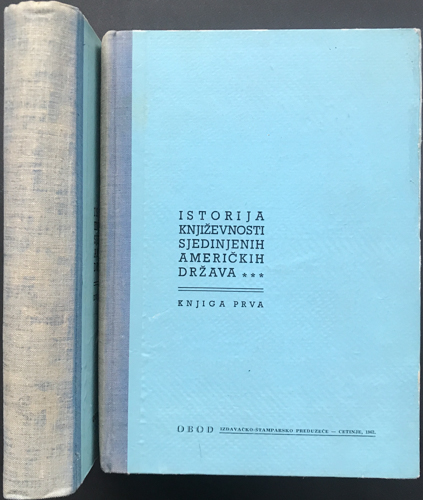 ISTORIJA
KNJIŽEVNOSTI
SJEDINJENIH
AMERIČKIH
DRŽAVA ***
KNJIGA PRVA
OBOD IZDAVAČKO-ŠTAMPARSKO PREDUZEĆE — CETINJE,